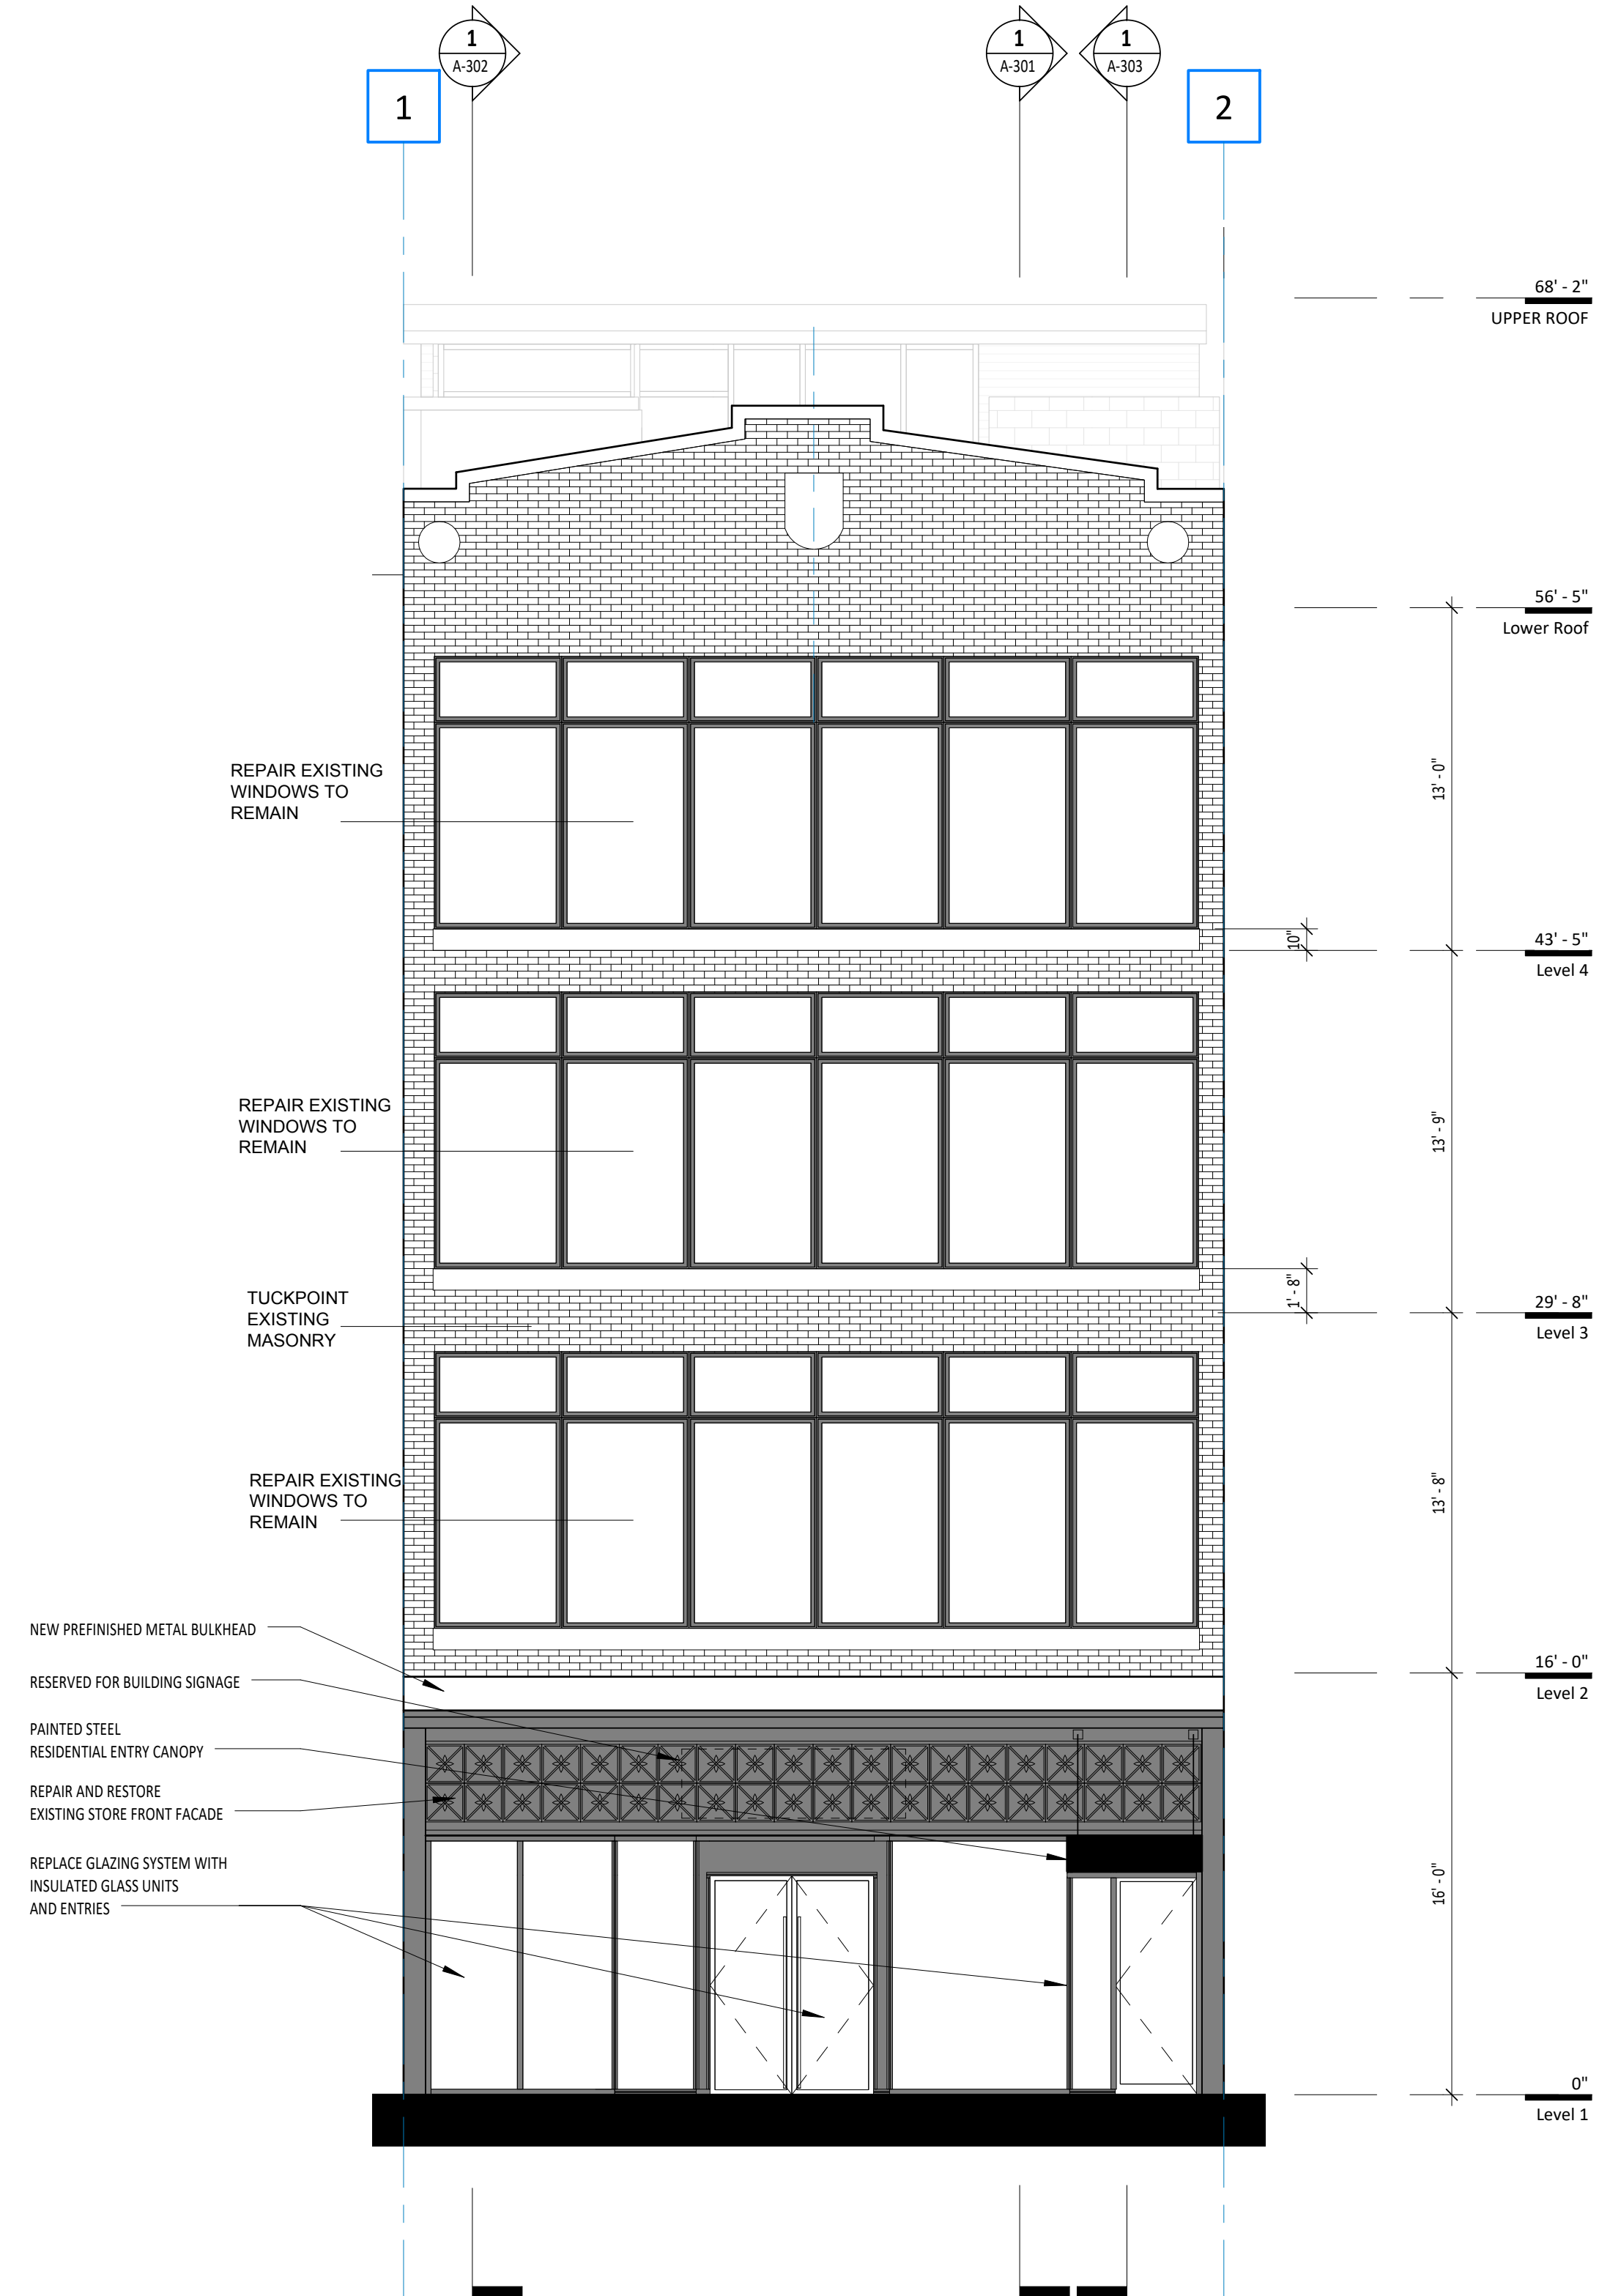 1
A-302
1
A-301
1
A-303
1
2
68' - 2"
UPPER ROOF
56' - 5"
Lower Roof
13' - 0"
REPAIR EXISTING
WINDOWS TO
REMAIN
10"
43' - 5"
Level 4
REPAIR EXISTING
WINDOWS TO
REMAIN
13' - 9"
TUCKPOINT
EXISTING
MASONRY
1' - 8"
29' - 8"
Level 3
REPAIR EXISTING
WINDOWS TO
REMAIN
13' - 8"
NEW PREFINISHED METAL BULKHEAD
16' - 0"
Level 2
RESERVED FOR BUILDING SIGNAGE
PAINTED STEEL
RESIDENTIAL ENTRY CANOPY
REPAIR AND RESTORE
EXISTING STORE FRONT FACADE
REPLACE GLAZING SYSTEM WITH
INSULATED GLASS UNITS
AND ENTRIES
16' - 0"
0"
Level 1